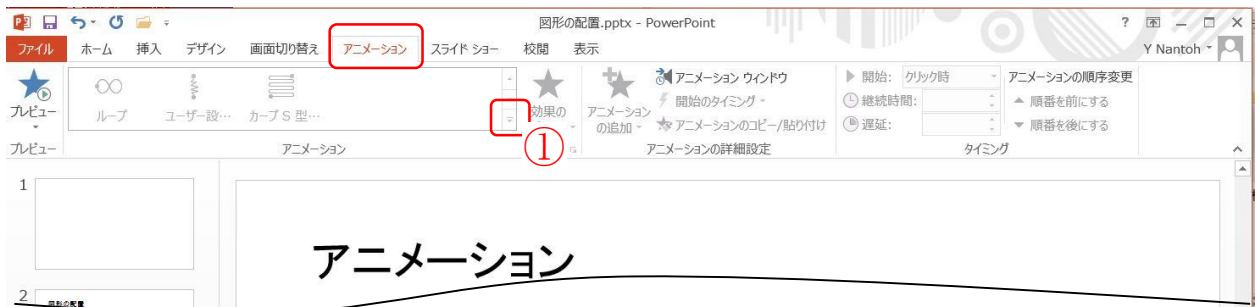 図形の配置.pptx - PowerPoint
?
ファイル ホーム 挿入 デザイン 画面切り替え アニメーション スライド ショー 校閲 表示 Y Nantoh
プレビュー
ループ ユーザー設… カーブ S 型…
効果の
アニメーション
の追加
アニメーション ウィンドウ
開始のタイミング
アニメーションのコピー/貼り付け
開始: クリック時
継続時間:
遅延:
アニメーションの順序変更
順番を前にする
順番を後にする
①
プレビュー アニメーション アニメーションの詳細設定 タイミング
1
アニメーション
2
図形の配置